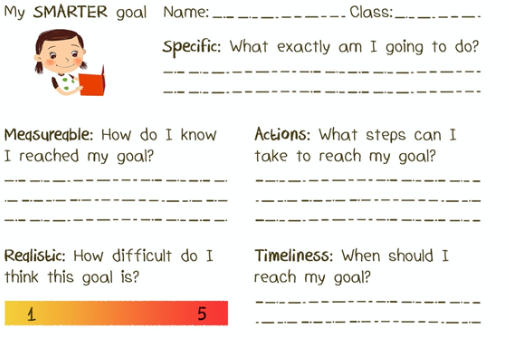 My SMARTER goal Name: Class:
Specific: What exactly am I going to do?
Measureable: How do I know
I reached my goal?
Actions: What steps can I
take to reach my goal?
Realistic: How difficult do I
think this goal is?
1 5
Timeliness: When should I
reach my goal?